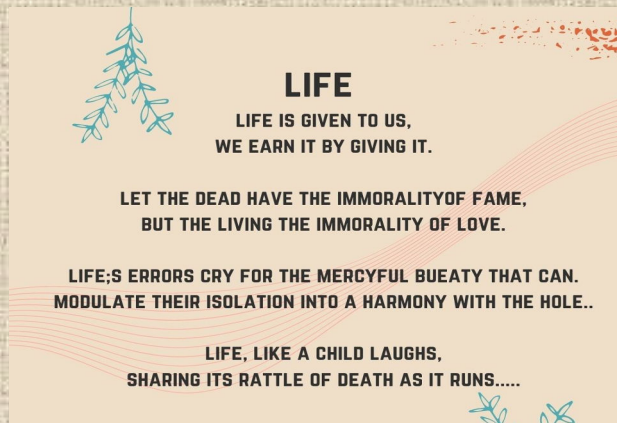 LIFE
LIFE IS GIVEN TO US,
WE EARN IT BY GIVING IT.
LET THE DEAD HAVE THE IMMORALITYOF FAME,
BUT THE LIVING THE IMMORALITY OF LOVE.
LIFE;S ERRORS CRY FOR THE MERCYFUL BUEATY THAT CAN.
MODULATE THEIR ISOLATION INTO A HARMONY WITH THE HOLE..
LIFE, LIKE A CHILD LAUGHS,
SHARING ITS RATTLE OF DEATH AS IT RUNS.....